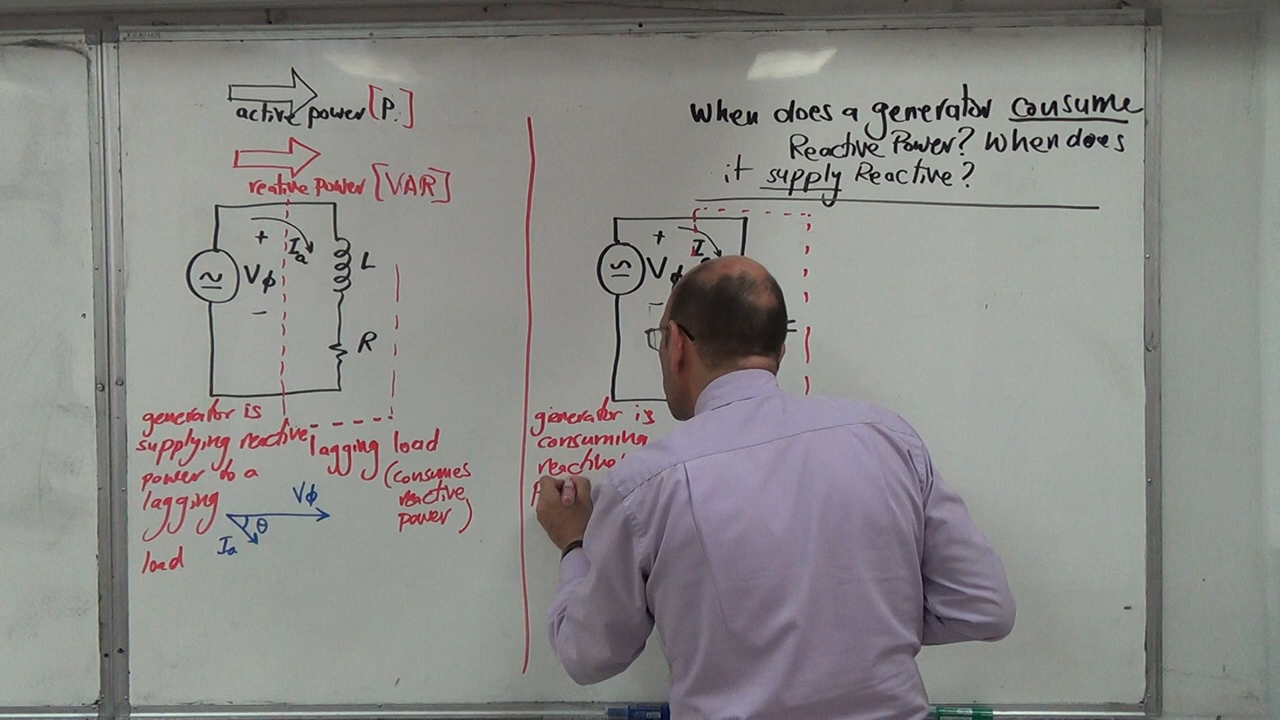 active power [P.]
reative power [VAR]
When does a generator consume
Reactive Power? When does
it supply Reactive?
+
Ia
L
Vφ
−
R
generator is
supplying reactive
power to a
lagging
load
lagging load
(consumes
reactive
power)
Vφ
θ
Ia
+
I
Vφ
generator is
consuming
reactive